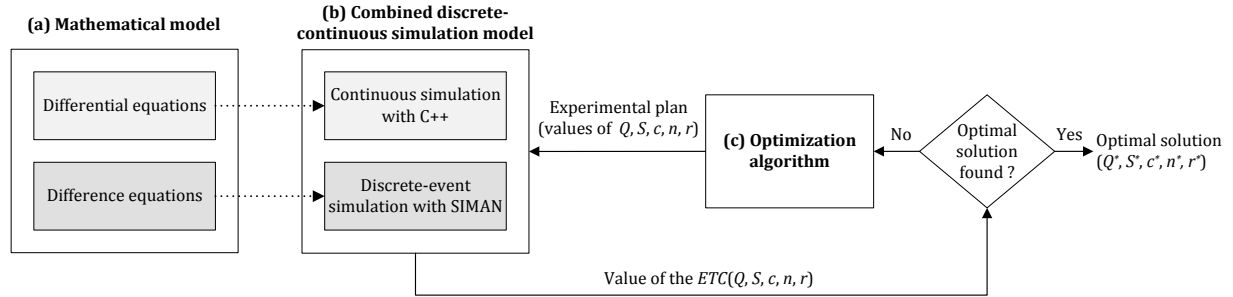 (a) Mathematical model
Differential equations
Difference equations
(b) Combined discrete-
continuous simulation model
Continuous simulation
with C++
Discrete-event
simulation with SIMAN
Experimental plan
(values of Q, S, c, n, r)
(c) Optimization
algorithm
No
Optimal
solution
found ?
Yes
Optimal solution
(Q*, S*, c*, n*, r*)
Value of the ETC(Q, S, c, n, r)